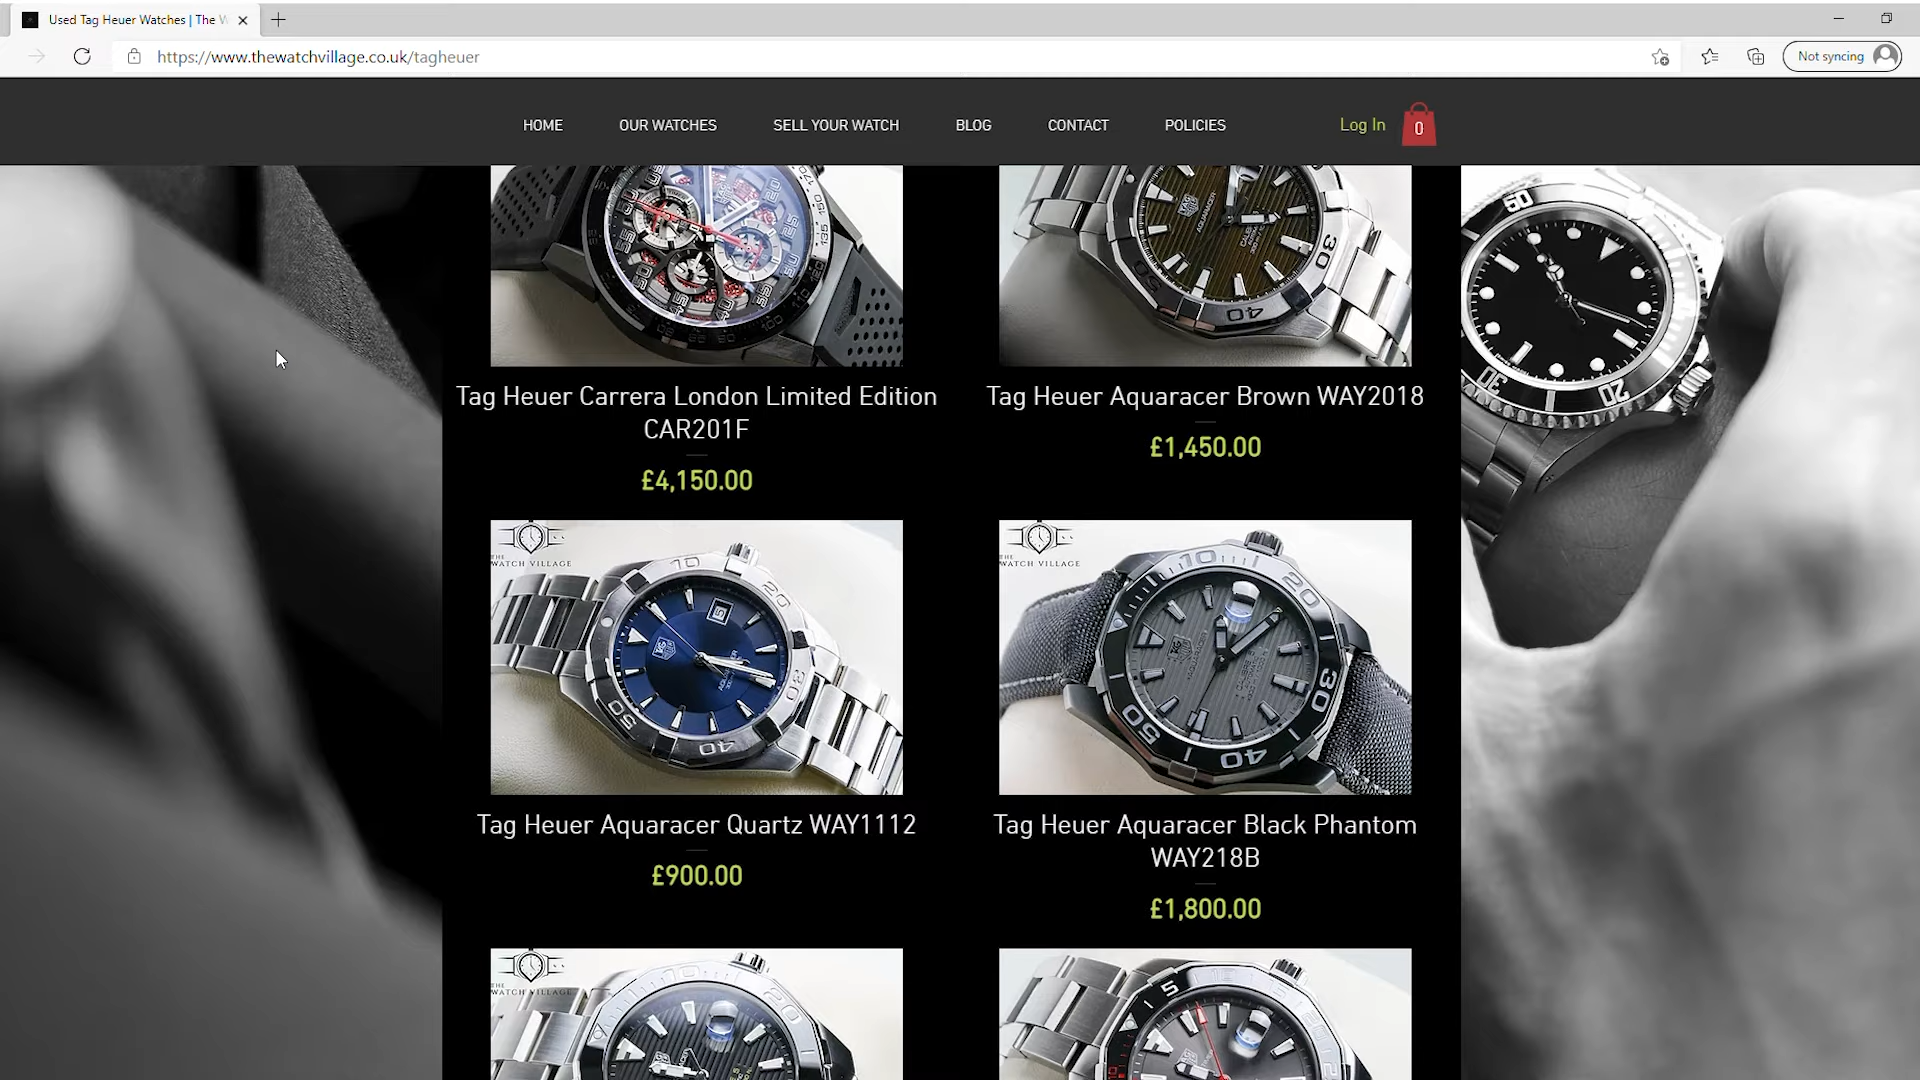 Used Tag Heuer Watches | The W
https://www.thewatchvillage.co.uk/tagheuer
Not syncing
HOME
OUR WATCHES
SELL YOUR WATCH
BLOG
CONTACT
POLICIES
Log In
0
Tag Heuer Carrera London Limited Edition
CAR201F
£4,150.00
Tag Heuer Aquaracer Brown WAY2018
£1,450.00
THE
WATCH VILLAGE
Tag Heuer Aquaracer Quartz WAY1112
£900.00
THE
WATCH VILLAGE
Tag Heuer Aquaracer Black Phantom
WAY218B
£1,800.00
THE
WATCH VILLAGE